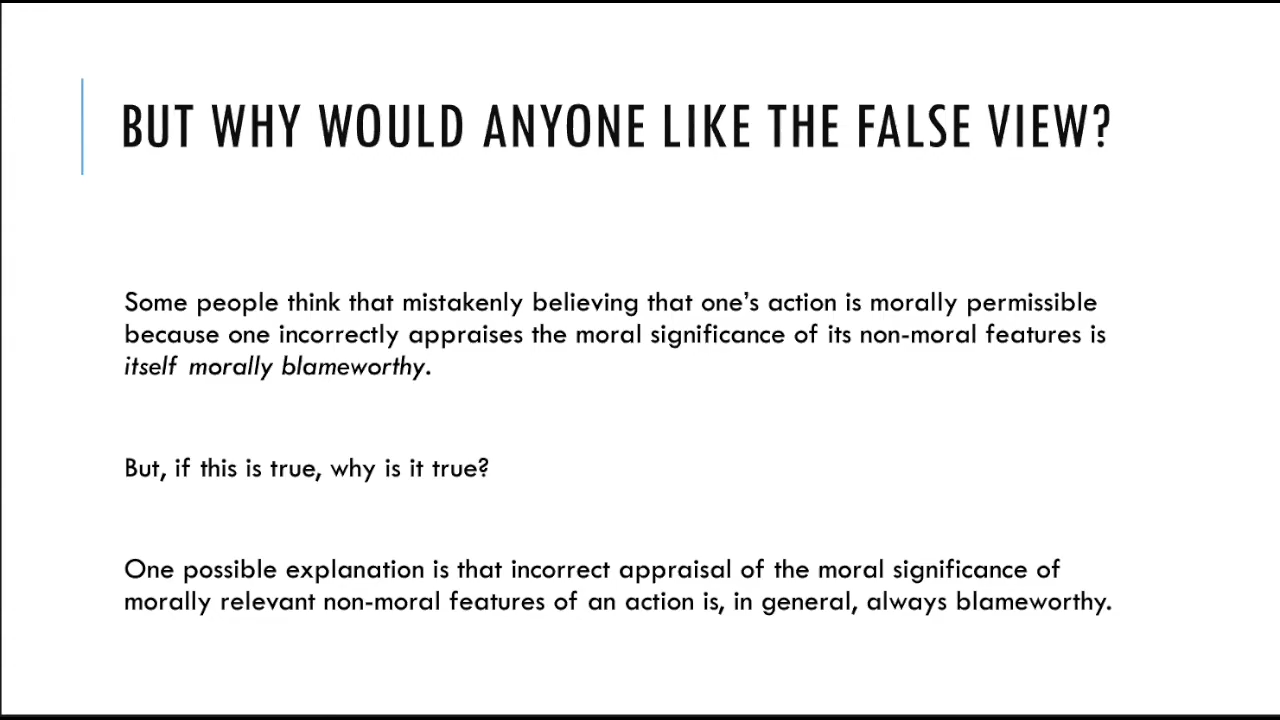 BUT WHY WOULD ANYONE LIKE THE FALSE VIEW?
Some people think that mistakenly believing that one’s action is morally permissible
because one incorrectly appraises the moral significance of its non-moral features is
itself morally blameworthy.
But, if this is true, why is it true?
One possible explanation is that incorrect appraisal of the moral significance of
morally relevant non-moral features of an action is, in general, always blameworthy.